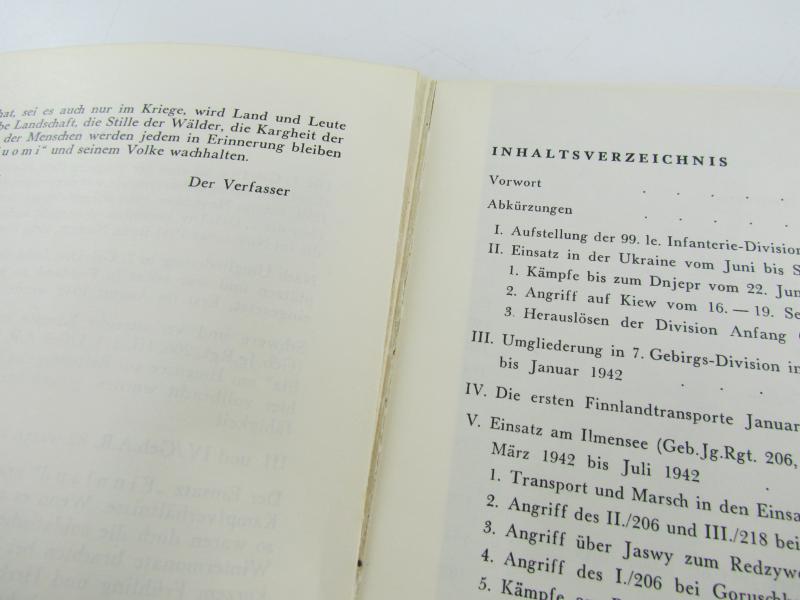 hat, sei es auch nur im Kriege, wird Land und Leute
Landschaft, die Stille der Wälder, die Kargheit der
der Menschen werden jedem in Erinnerung bleiben
uomi" und seinem Volke wachhalten.
Der Verfasser
INHALTSVERZEICHNIS
Vorwort . . . .
Abkürzungen . . . .
I. Aufstellung der 99. le. Infanterie-Division
II. Einsatz in der Ukraine vom Juni bis S
1. Kämpfe bis zum Dnjepr vom 22. Jun
2. Angriff auf Kiew vom 16. — 19. Se
3. Herauslösen der Division Anfang
III. Umgliederung in 7. Gebirgs-Division in
bis Januar 1942 . . .
IV. Die ersten Finnlandtransporte Januar
V. Einsatz am Ilmensee (Geb.Jg.Rgt. 206,
März 1942 bis Juli 1942 .
1. Transport und Marsch in den Einsa
2. Angriff des II./206 und III./218 bei
3. Angriff über Jaswy zum Redzyw
4. Angriff des I./206 bei Goruschk
5. Kämpfe